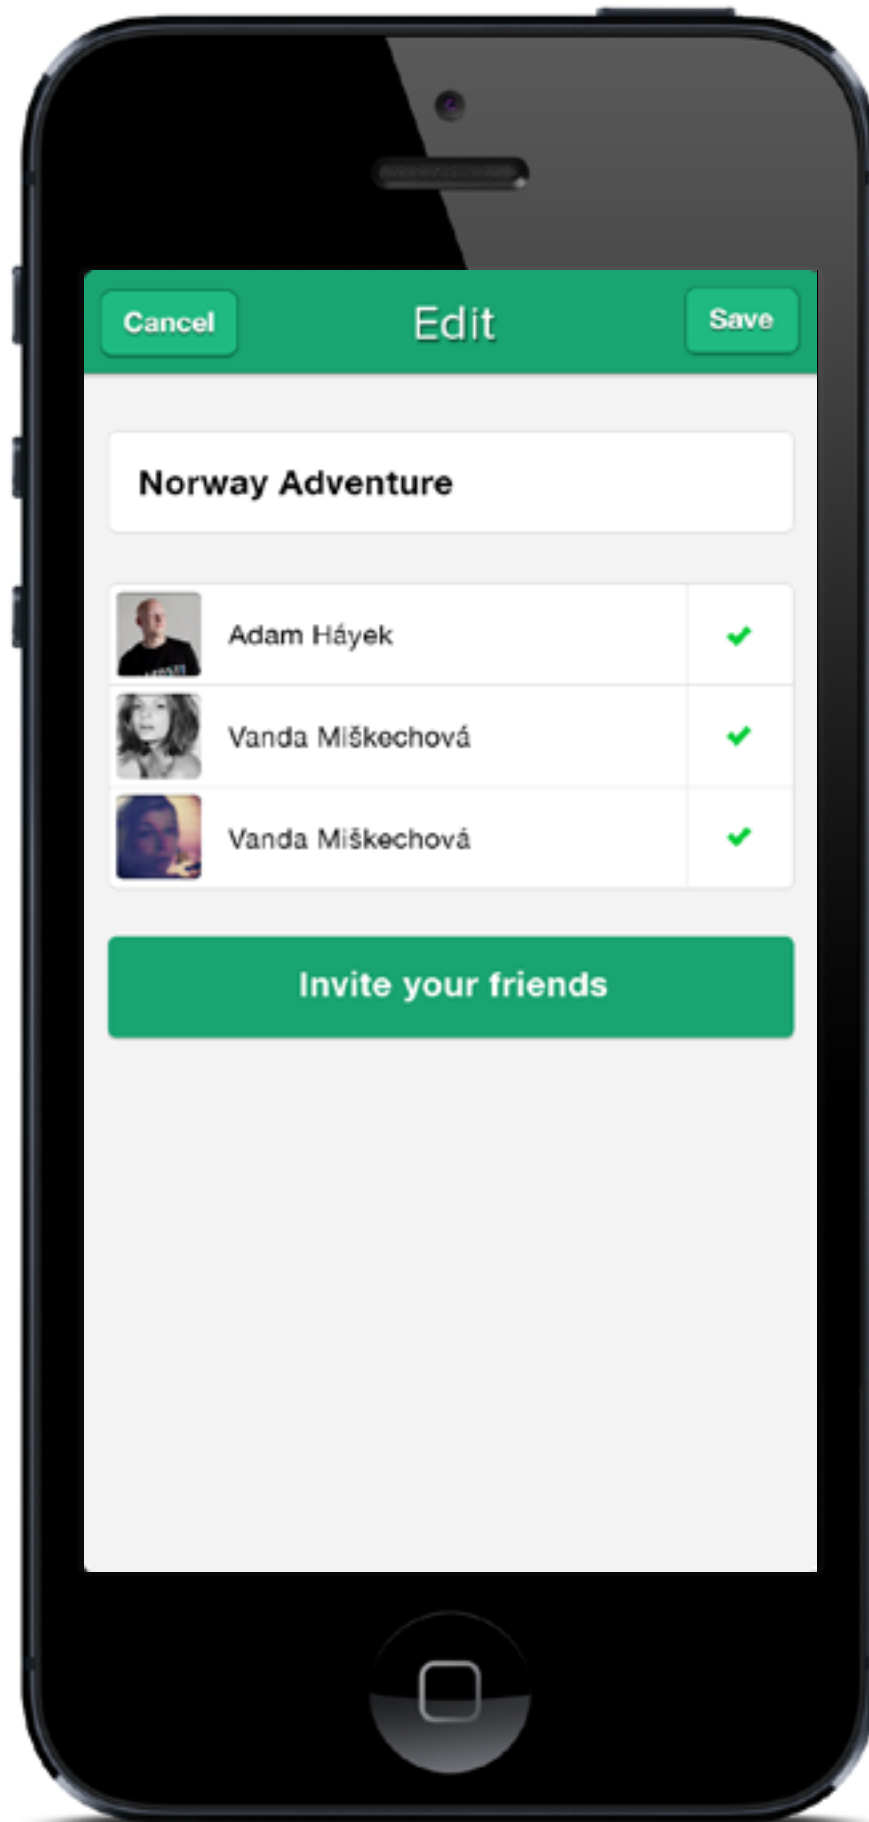 Cancel Edit Save
Norway Adventure
Adam Háyek
Vanda Miškechová
Vanda Miškechová
Invite your friends